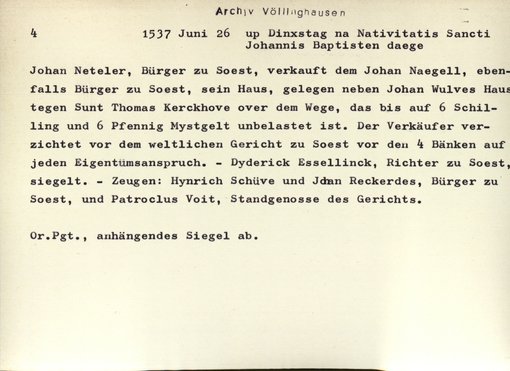 Archiv Völlinghausen
4 1537 Juni 26 up Dinxstag na Nativitatis Sancti
Johannis Baptisten daege
Johan Neteler, Bürger zu Soest, verkauft dem Johan Naegell, eben-
falls Bürger zu Soest, sein Haus, gelegen neben Johan Wulves Haus
tegen Sunt Thomas Kerckhove over dem Wege, das bis auf 6 Schil-
ling und 6 Pfennig Mystgelt unbelastet ist. Der Verkäufer ver-
zichtet vor dem weltlichen Gericht zu Soest vor den 4 Bänken auf
jeden Eigentümsanspruch. - Dyderick Essellinck, Richter zu Soest,
siegelt. - Zeugen: Hynrich Schüve und Johan Reckerdes, Bürger zu
Soest, und Patroclus Voit, Standgenosse des Gerichts.
Or.Pgt., anhängendes Siegel ab.